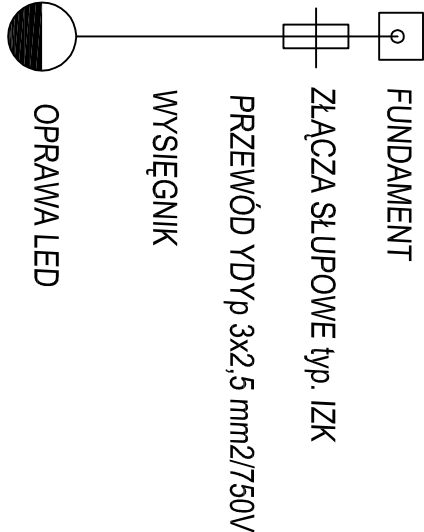 FUNDAMENT
ZŁĄCZA SŁUPOWE typ. IZK
PRZEWÓD YDYp 3x2,5 mm2/750V
WYSIĘGNIK
OPRAWA LED